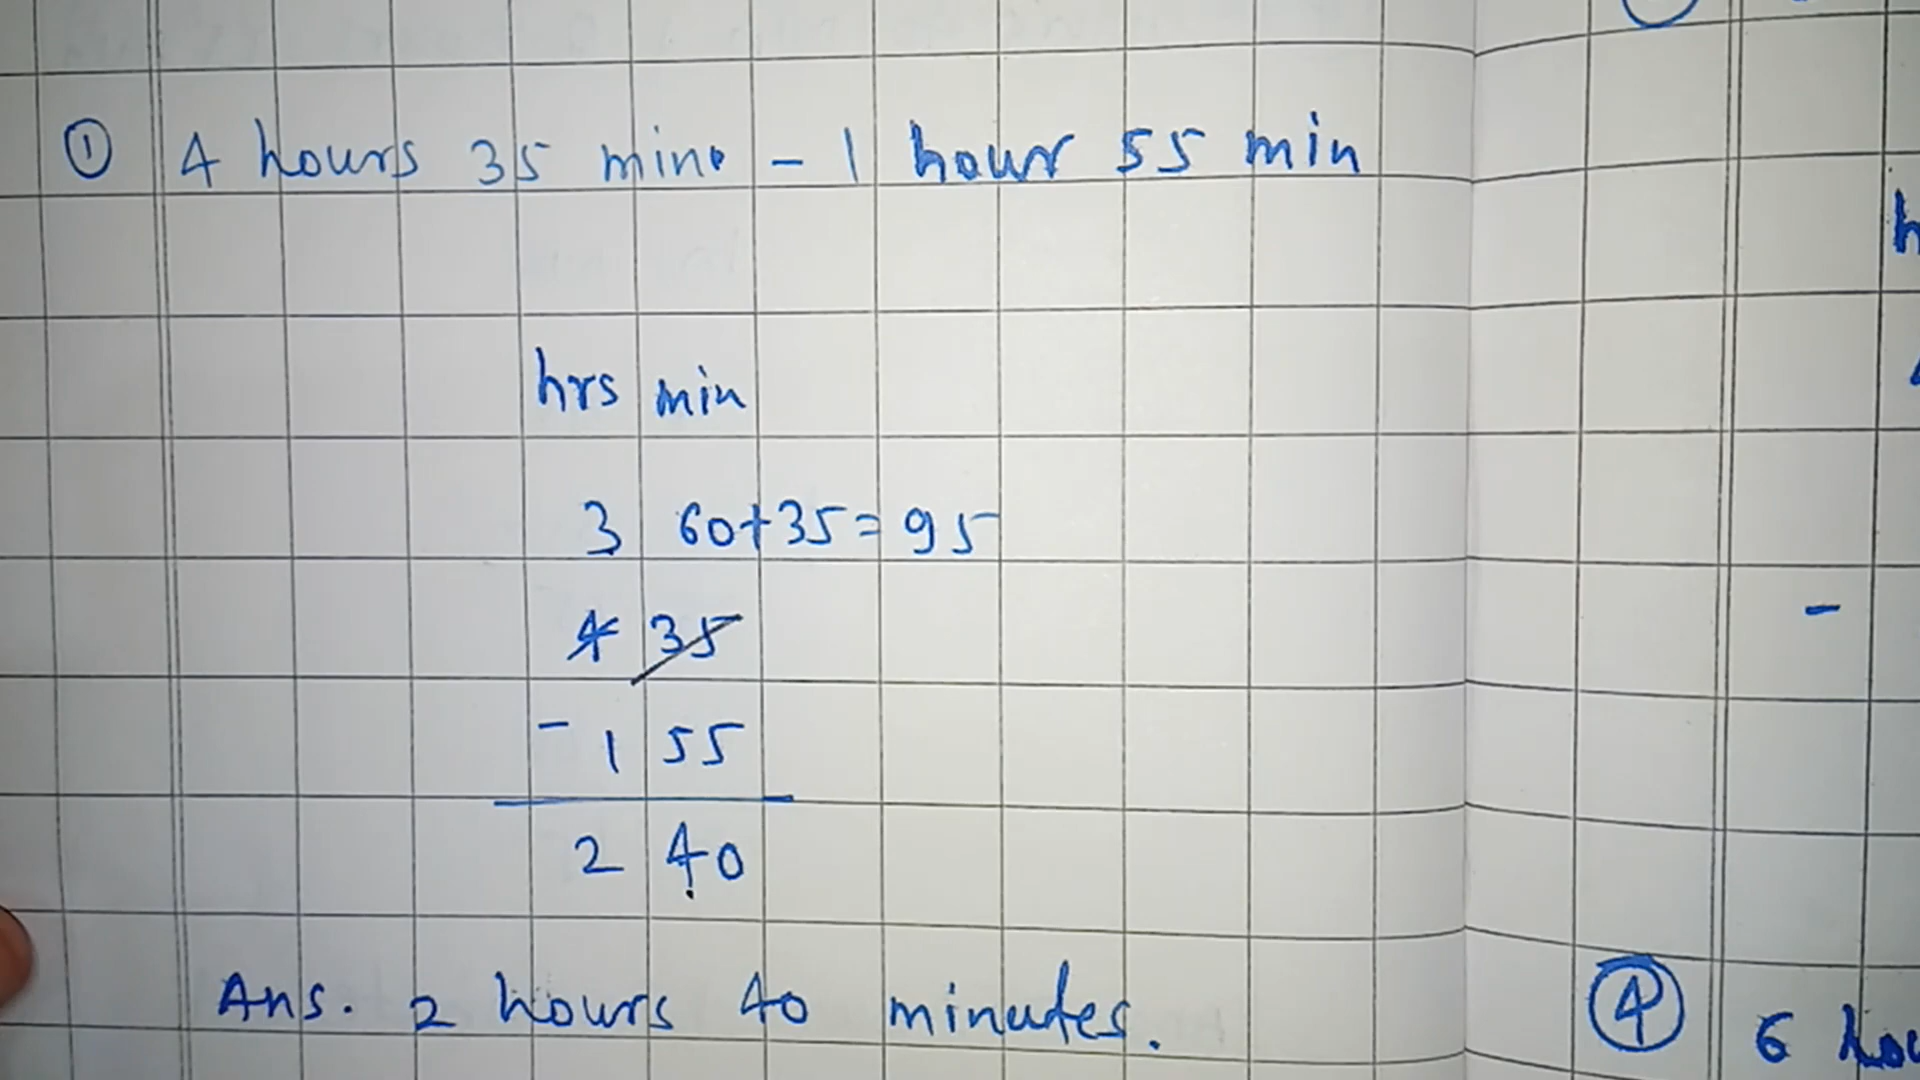 ① 4 hours 35 min - 1 hour 55 min
hrs min
3 60+35=95
4 35
- 1 55
2 40
Ans. 2 hours 40 minutes.
-
④ 6